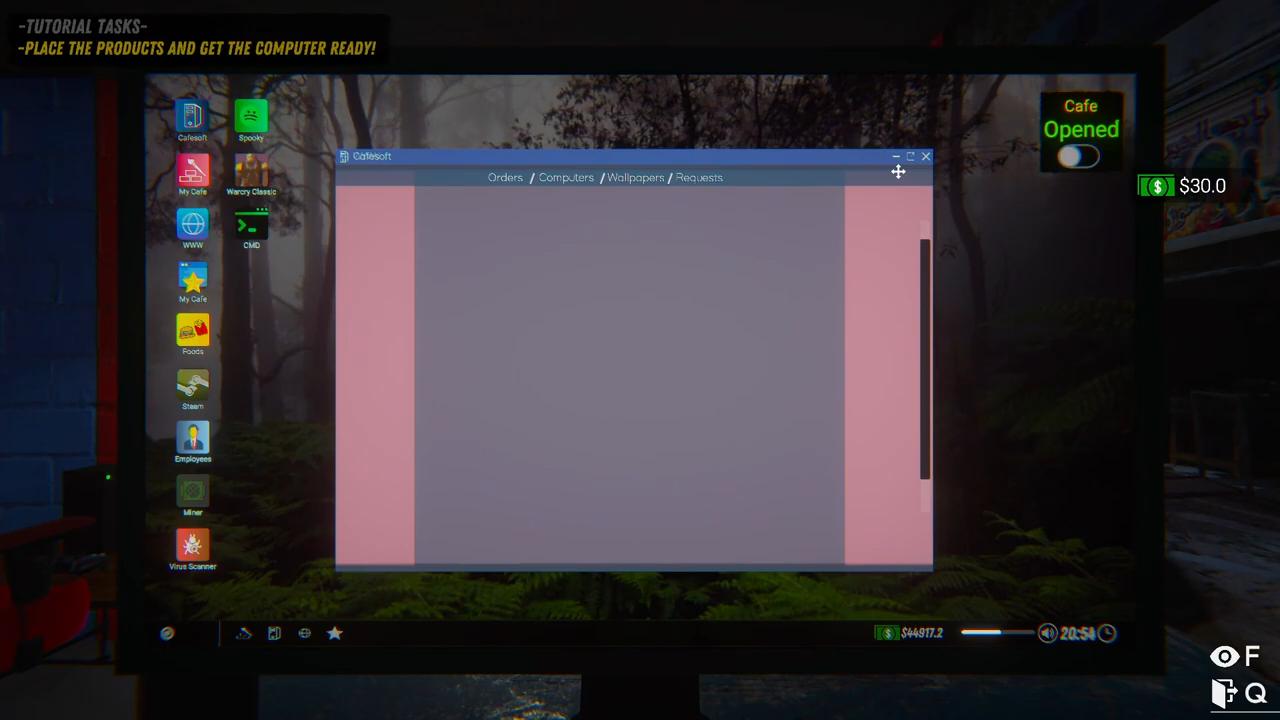 -TUTORIAL TASKS-
-PLACE THE PRODUCTS AND GET THE COMPUTER READY!
Cafesoft
Spooky
My Cafe
Warcry Classic
WWW
CMD
My Cafe
Foods
Steam
Employees
Miner
Virus Scanner
Cafesoft
Orders / Computers / Wallpapers / Requests
Cafe
Opened
$30.0
$44917.2
20:54
F
Q